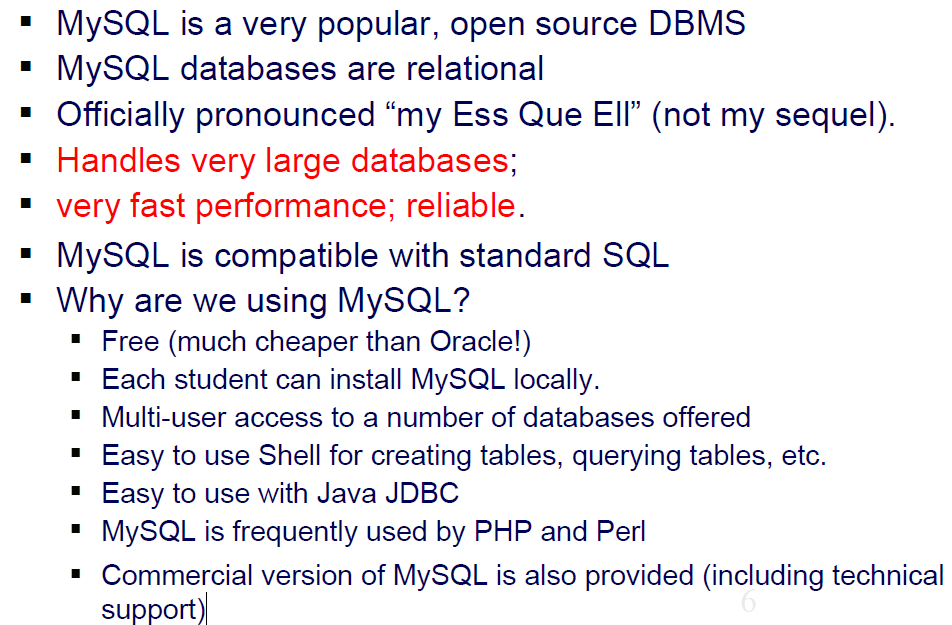 ▪ MySQL is a very popular, open source DBMS
▪ MySQL databases are relational
▪ Officially pronounced “my Ess Que Ell” (not my sequel).
▪ Handles very large databases;
▪ very fast performance; reliable.
▪ MySQL is compatible with standard SQL
▪ Why are we using MySQL?
▪ Free (much cheaper than Oracle!)
▪ Each student can install MySQL locally.
▪ Multi-user access to a number of databases offered
▪ Easy to use Shell for creating tables, querying tables, etc.
▪ Easy to use with Java JDBC
▪ MySQL is frequently used by PHP and Perl
▪ Commercial version of MySQL is also provided (including technical
support)
6